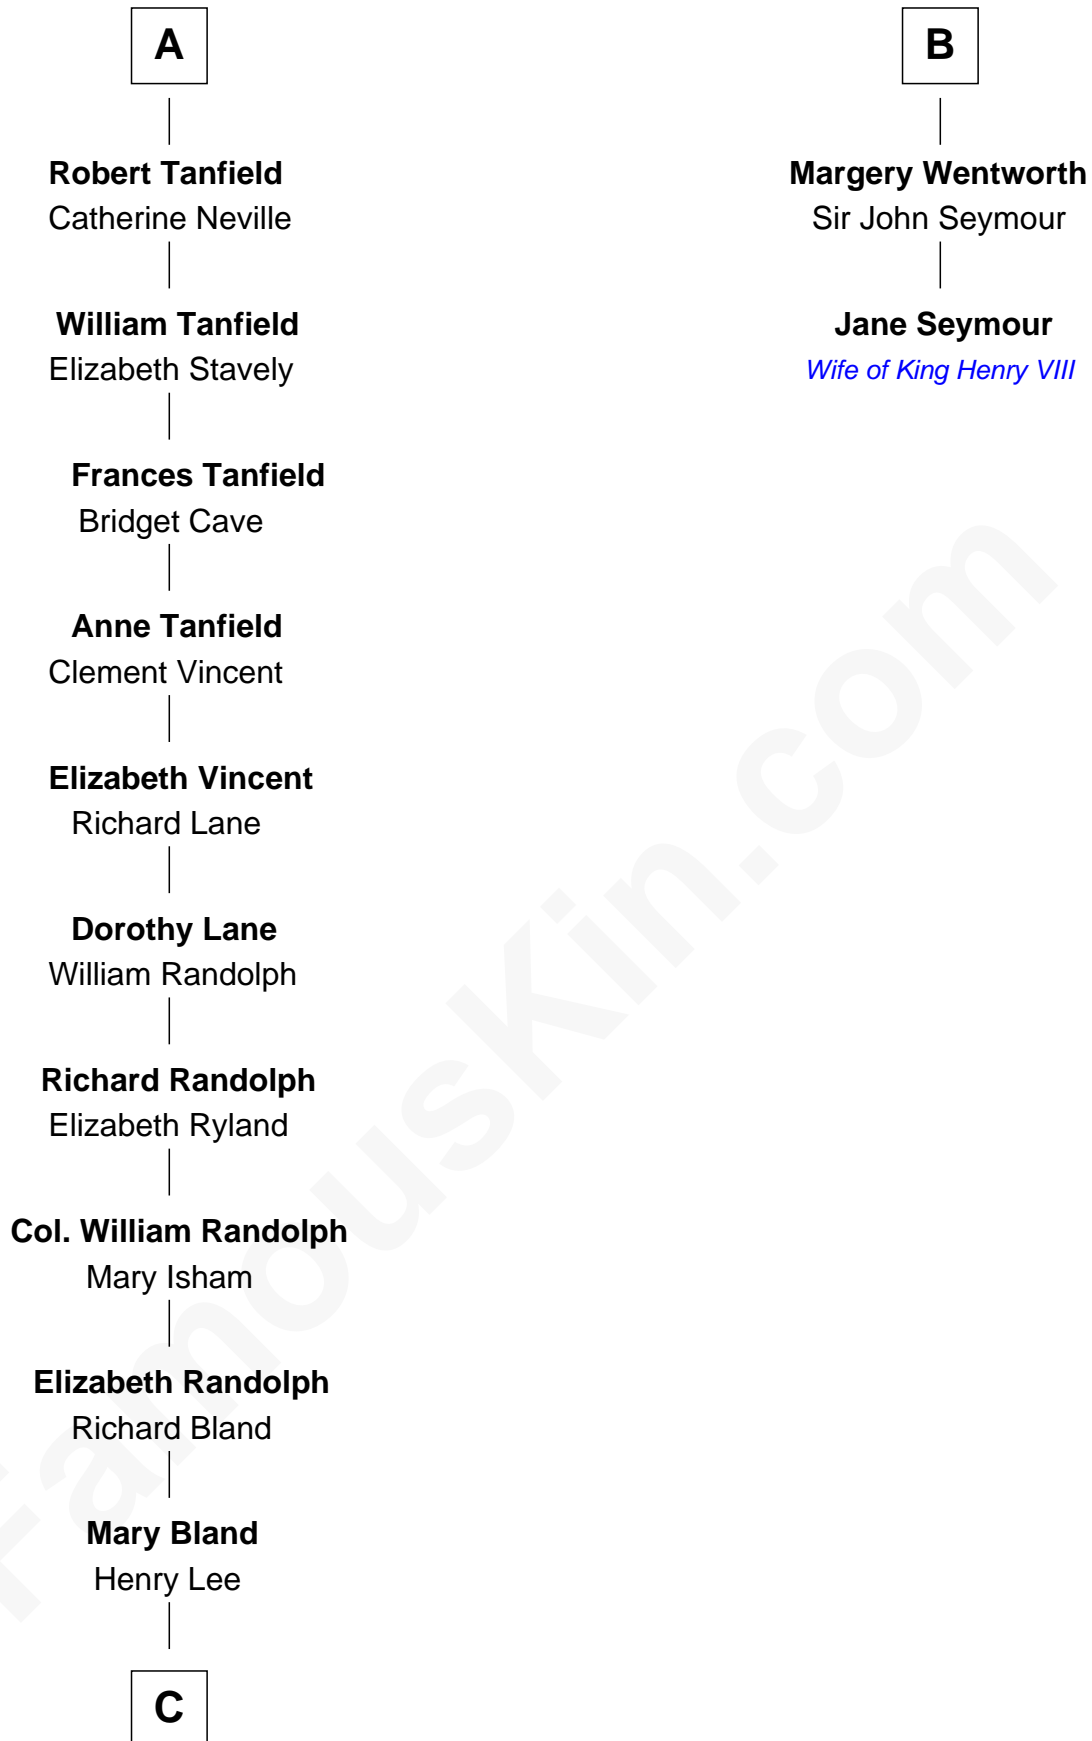 A
Robert Tanfield
Catherine Neville
William Tanfield
Elizabeth Stavely
Frances Tanfield
Bridget Cave
Anne Tanfield
Clement Vincent
Elizabeth Vincent
Richard Lane
Dorothy Lane
William Randolph
Richard Randolph
Elizabeth Ryland
Col. William Randolph
Mary Isham
Elizabeth Randolph
Richard Bland
Mary Bland
Henry Lee
C
B
Margery Wentworth
Sir John Seymour
Jane Seymour
Wife of King Henry VIII
FamousKin.com